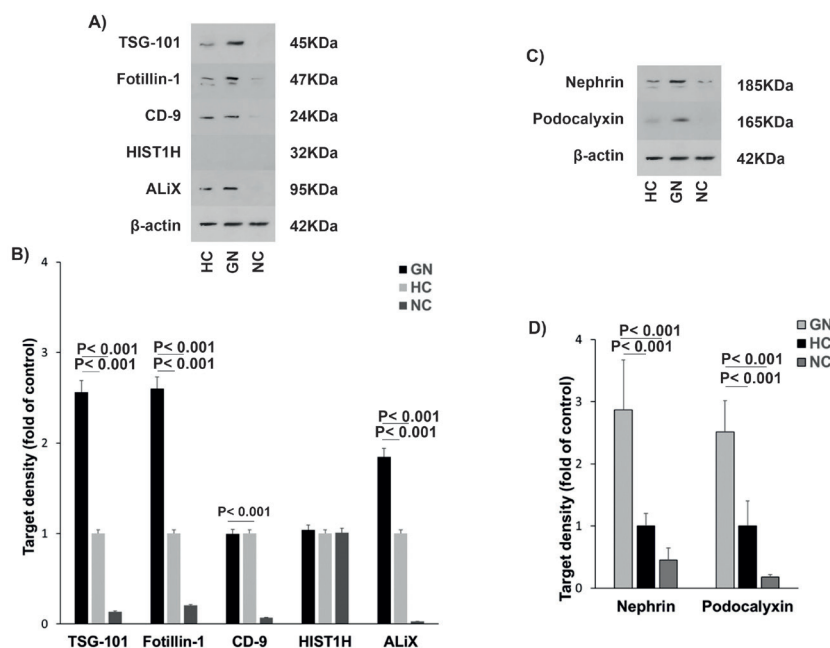 A)
TSG-101 45KDa
Fotillin-1 47KDa
CD-9 24KDa
HIST1H 32KDa
ALiX 95KDa
β-actin 42KDa
HC GN NC
C)
Nephrin 185KDa
Podocalyxin 165KDa
β-actin 42KDa
HC GN NC
B)
Target density (fold of control)
4
3
2
1
0
GN
HC
NC
P< 0.001
P< 0.001
P< 0.001
P< 0.001
P< 0.001
P< 0.001
P< 0.001
TSG-101 Fotillin-1 CD-9 HIST1H ALiX
D)
Target density (fold of control)
4
3
2
1
0
GN
HC
NC
P< 0.001
P< 0.001
P< 0.001
P< 0.001
Nephrin Podocalyxin